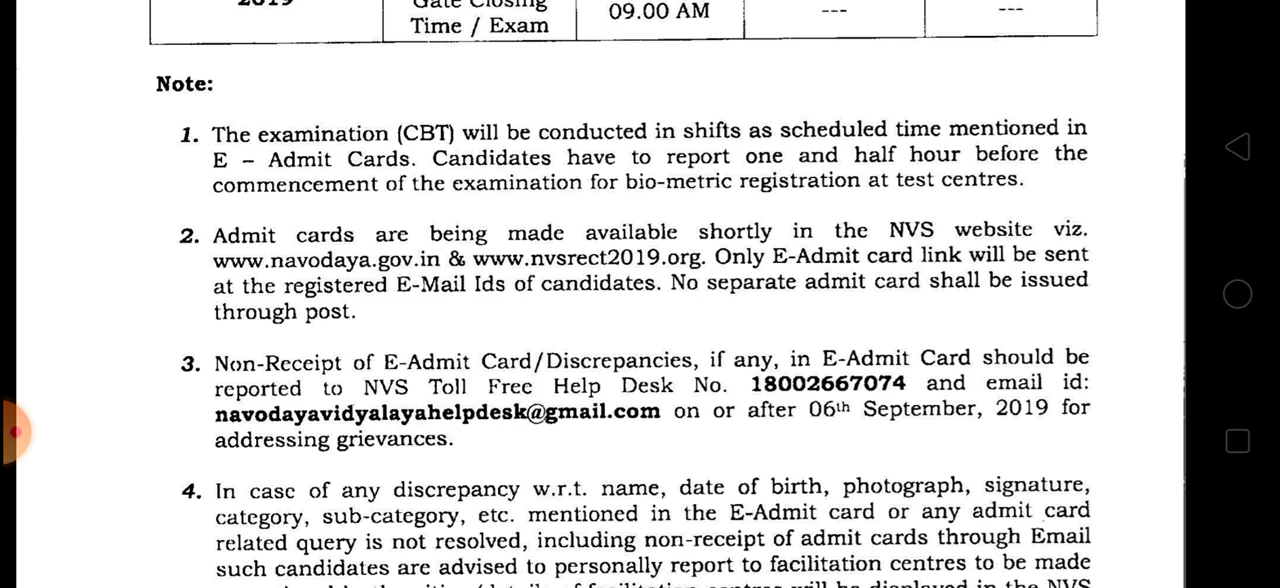 2019
Gate Closing
Time / Exam
09.00 AM
---
---
Note:
1. The examination (CBT) will be conducted in shifts as scheduled time mentioned in
E – Admit Cards. Candidates have to report one and half hour before the
commencement of the examination for bio-metric registration at test centres.
2. Admit cards are being made available shortly in the NVS website viz.
www.navodaya.gov.in & www.nvsrect2019.org. Only E-Admit card link will be sent
at the registered E-Mail Ids of candidates. No separate admit card shall be issued
through post.
3. Non-Receipt of E-Admit Card/Discrepancies, if any, in E-Admit Card should be
reported to NVS Toll Free Help Desk No. 18002667074 and email id:
navodayavidyalayahelpdesk@gmail.com on or after 06th September, 2019 for
addressing grievances.
4. In case of any discrepancy w.r.t. name, date of birth, photograph, signature,
category, sub-category, etc. mentioned in the E-Admit card or any admit card
related query is not resolved, including non-receipt of admit cards through Email
such candidates are advised to personally report to facilitation centres to be made
will be displayed in the NVS